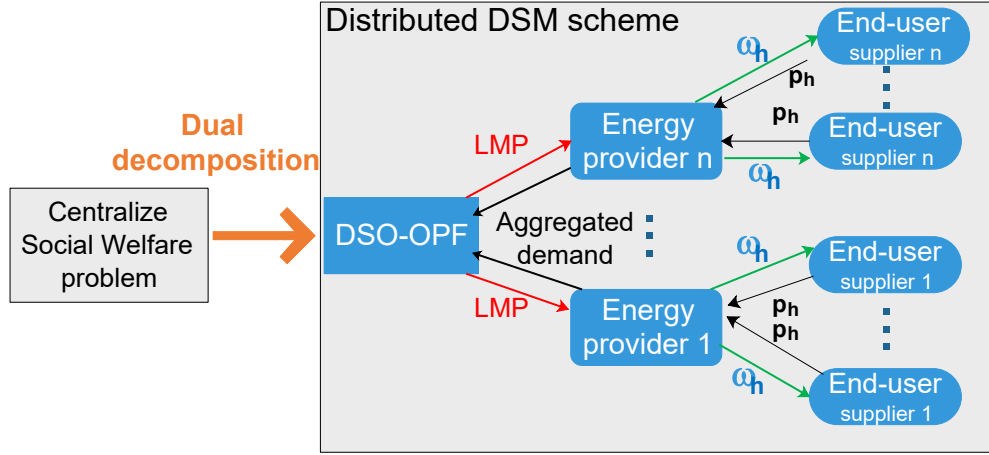 Distributed DSM scheme
Dual
decomposition
Centralize
Social Welfare
problem
DSO-OPF
LMP
Aggregated
demand
LMP
Energy
provider n
Energy
provider 1
ωh
ph
ph
ωh
End-user
supplier n
End-user
supplier n
ωh
ph
ph
ωh
End-user
supplier 1
End-user
supplier 1